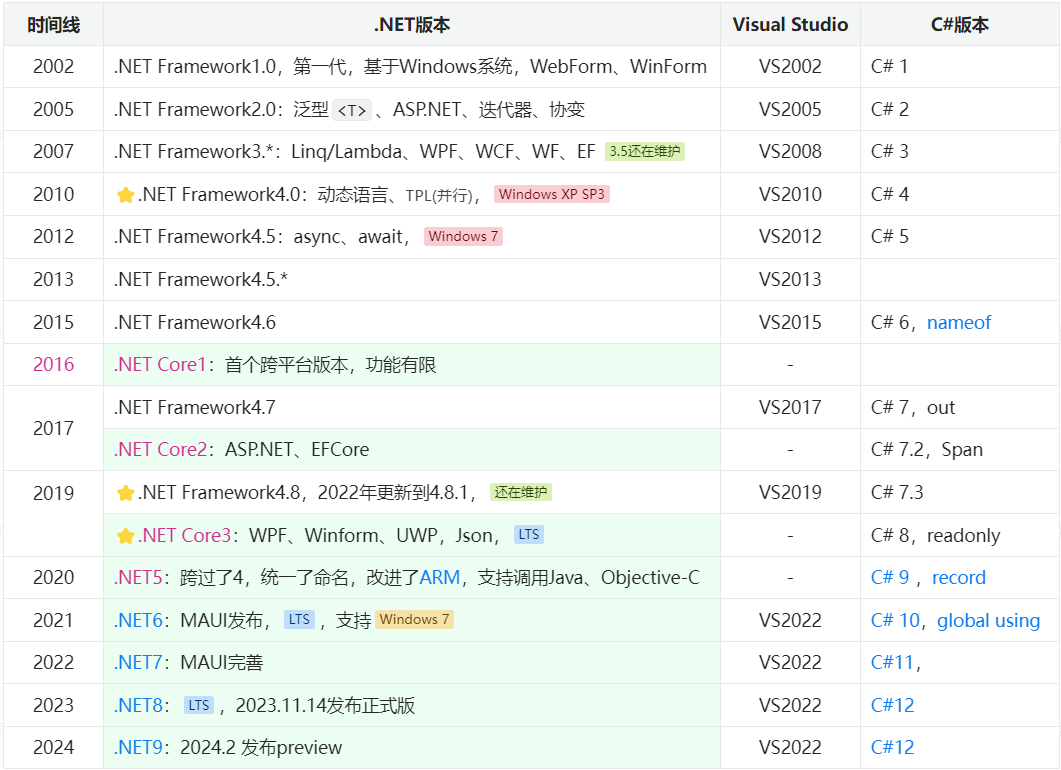 时间线 .NET版本 Visual Studio C#版本
2002 .NET Framework1.0，第一代，基于Windows系统，WebForm、WinForm VS2002 C# 1
2005 .NET Framework2.0：泛型 <T> 、ASP.NET、迭代器、协变 VS2005 C# 2
2007 .NET Framework3.*：Linq/Lambda、WPF、WCF、WF、EF 3.5还在维护 VS2008 C# 3
2010 ⭐.NET Framework4.0：动态语言、TPL(并行)， Windows XP SP3 VS2010 C# 4
2012 .NET Framework4.5：async、await， Windows 7 VS2012 C# 5
2013 .NET Framework4.5.* VS2013
2015 .NET Framework4.6 VS2015 C# 6，nameof
2016 .NET Core1：首个跨平台版本，功能有限 -
2017 .NET Framework4.7 VS2017 C# 7，out
.NET Core2：ASP.NET、EFCore - C# 7.2，Span
2019 ⭐.NET Framework4.8，2022年更新到4.8.1， 还在维护 VS2019 C# 7.3
⭐.NET Core3：WPF、Winform、UWP，Json， LTS - C# 8，readonly
2020 .NET5：跨过了4，统一了命名，改进了ARM，支持调用Java、Objective-C - C# 9 ，record
2021 .NET6：MAUI发布， LTS ，支持 Windows 7 VS2022 C# 10，global using
2022 .NET7：MAUI完善 VS2022 C#11，
2023 .NET8： LTS ，2023.11.14发布正式版 VS2022 C#12
2024 .NET9：2024.2 发布preview VS2022 C#12